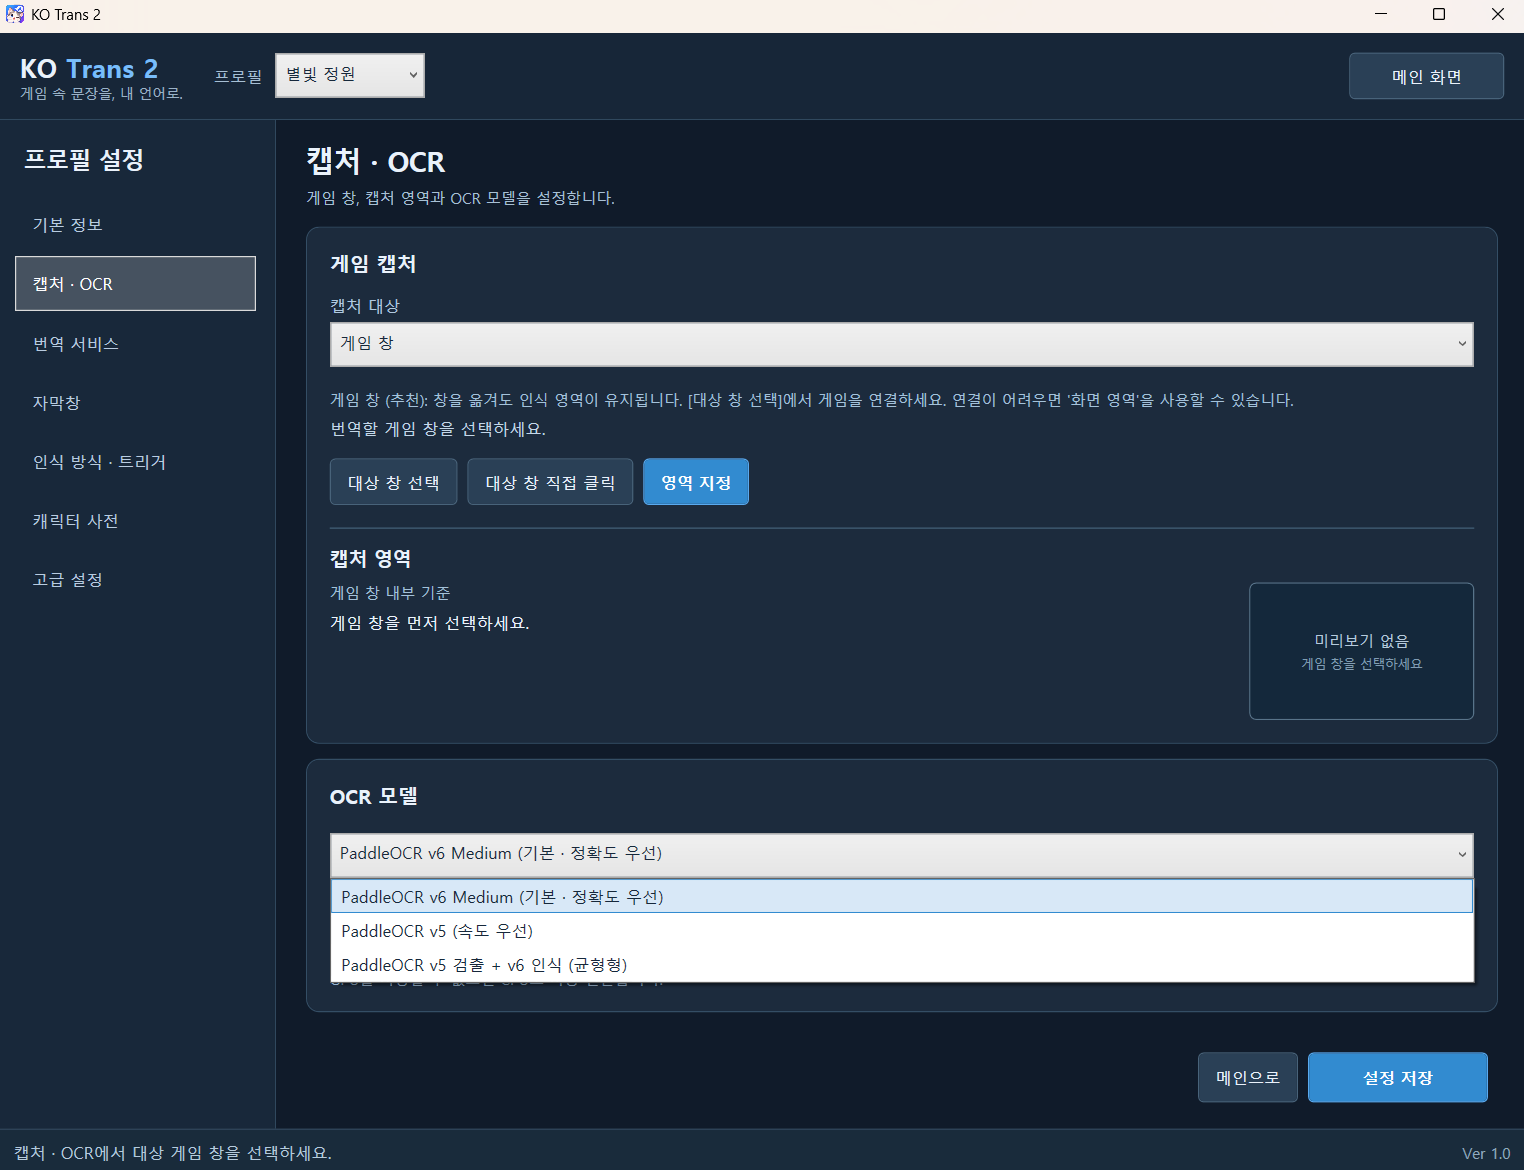 KO Trans 2
KO Trans 2
게임 속 문장을, 내 언어로.
프로필
별빛 정원
메인 화면
프로필 설정
기본 정보
캡처 · OCR
번역 서비스
자막창
인식 방식 · 트리거
캐릭터 사전
고급 설정
캡처 · OCR
게임 창, 캡처 영역과 OCR 모델을 설정합니다.
게임 캡처
캡처 대상
게임 창
게임 창 (추천): 창을 옮겨도 인식 영역이 유지됩니다. [대상 창 선택]에서 게임을 연결하세요. 연결이 어려우면 '화면 영역'을 사용할 수 있습니다.
번역할 게임 창을 선택하세요.
대상 창 선택
대상 창 직접 클릭
영역 지정
캡처 영역
게임 창 내부 기준
게임 창을 먼저 선택하세요.
미리보기 없음
게임 창을 선택하세요
OCR 모델
PaddleOCR v6 Medium (기본 · 정확도 우선)
PaddleOCR v6 Medium (기본 · 정확도 우선)
PaddleOCR v5 (속도 우선)
PaddleOCR v5 검출 + v6 인식 (균형형)
메인으로
설정 저장
캡처 · OCR에서 대상 게임 창을 선택하세요.
Ver 1.0